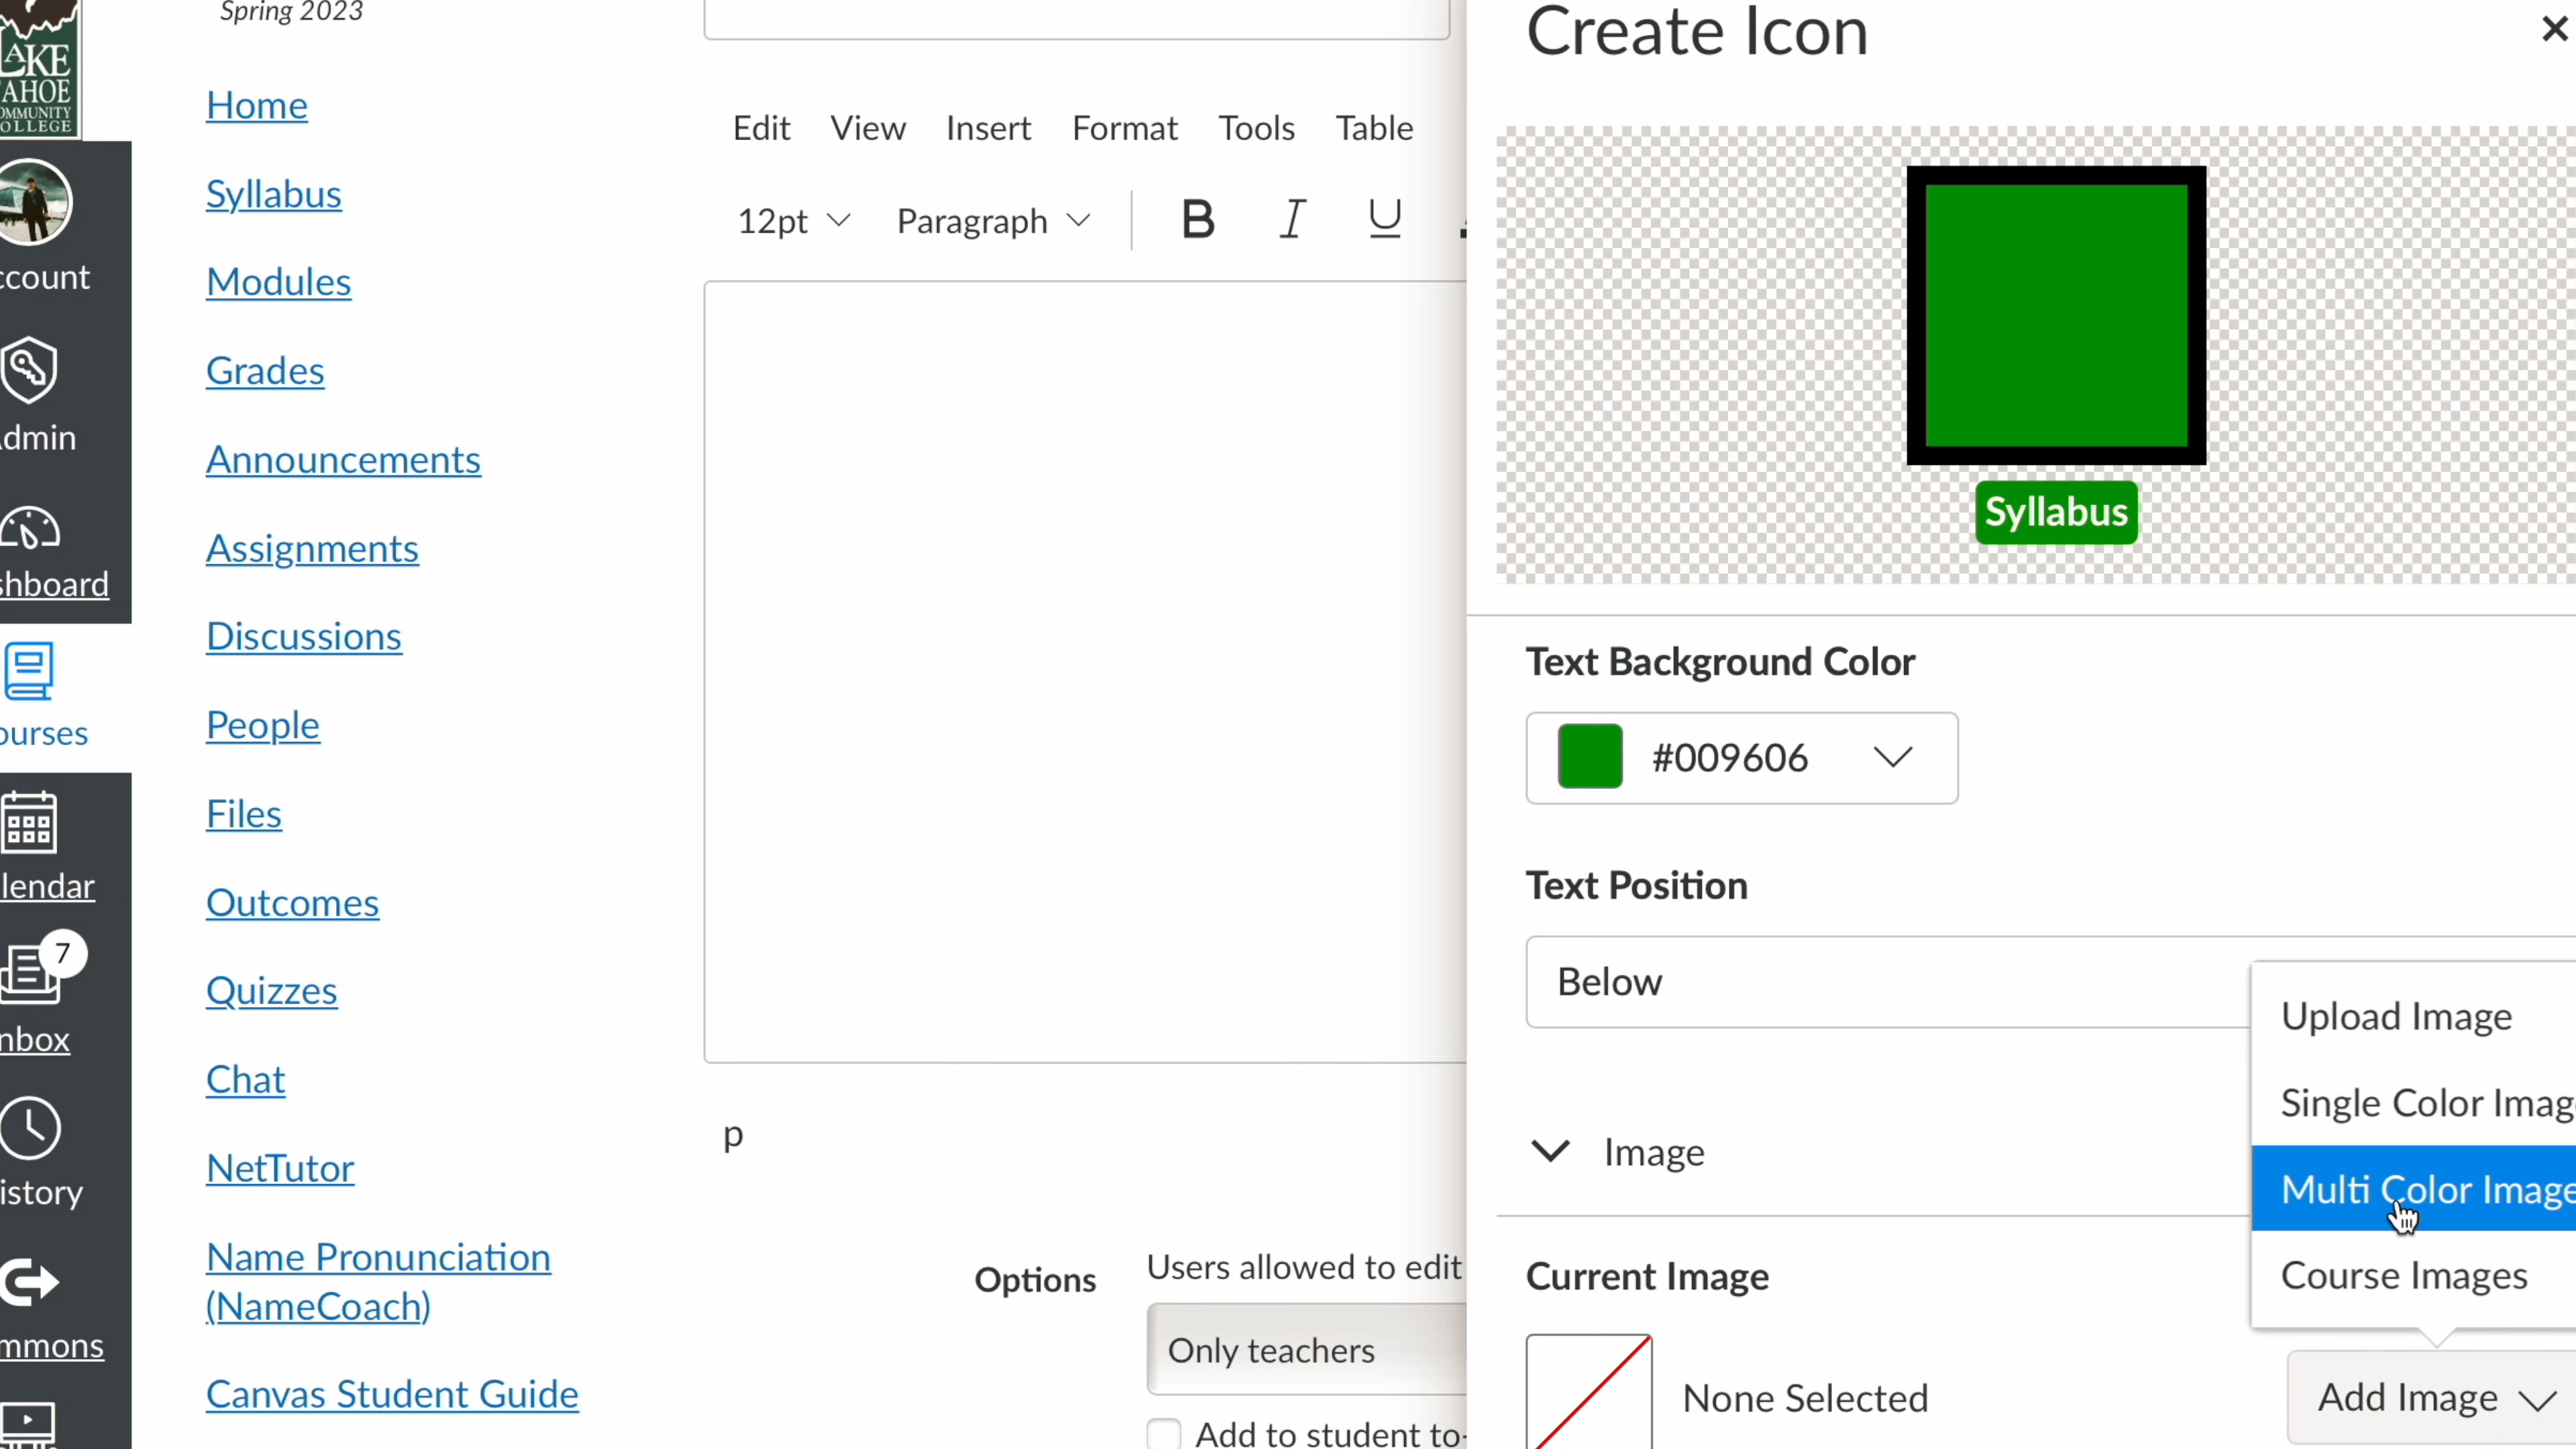 Spring 2023
LAKE
TAHOE
COMMUNITY
COLLEGE
ccount
dmin
shboard
ourses
lendar
7
nbox
istory
mmons
Home
Syllabus
Modules
Grades
Announcements
Assignments
Discussions
People
Files
Outcomes
Quizzes
Chat
NetTutor
Name Pronunciation
(NameCoach)
Canvas Student Guide
Edit View Insert Format Tools Table
12pt Paragraph B I U
p
Options
Users allowed to edit
Only teachers
Add to student to-
Create Icon
Syllabus
Text Background Color
#009606
Text Position
Below
Upload Image
Single Color Imag
Multi Color Image
Course Images
Image
Current Image
None Selected
Add Image